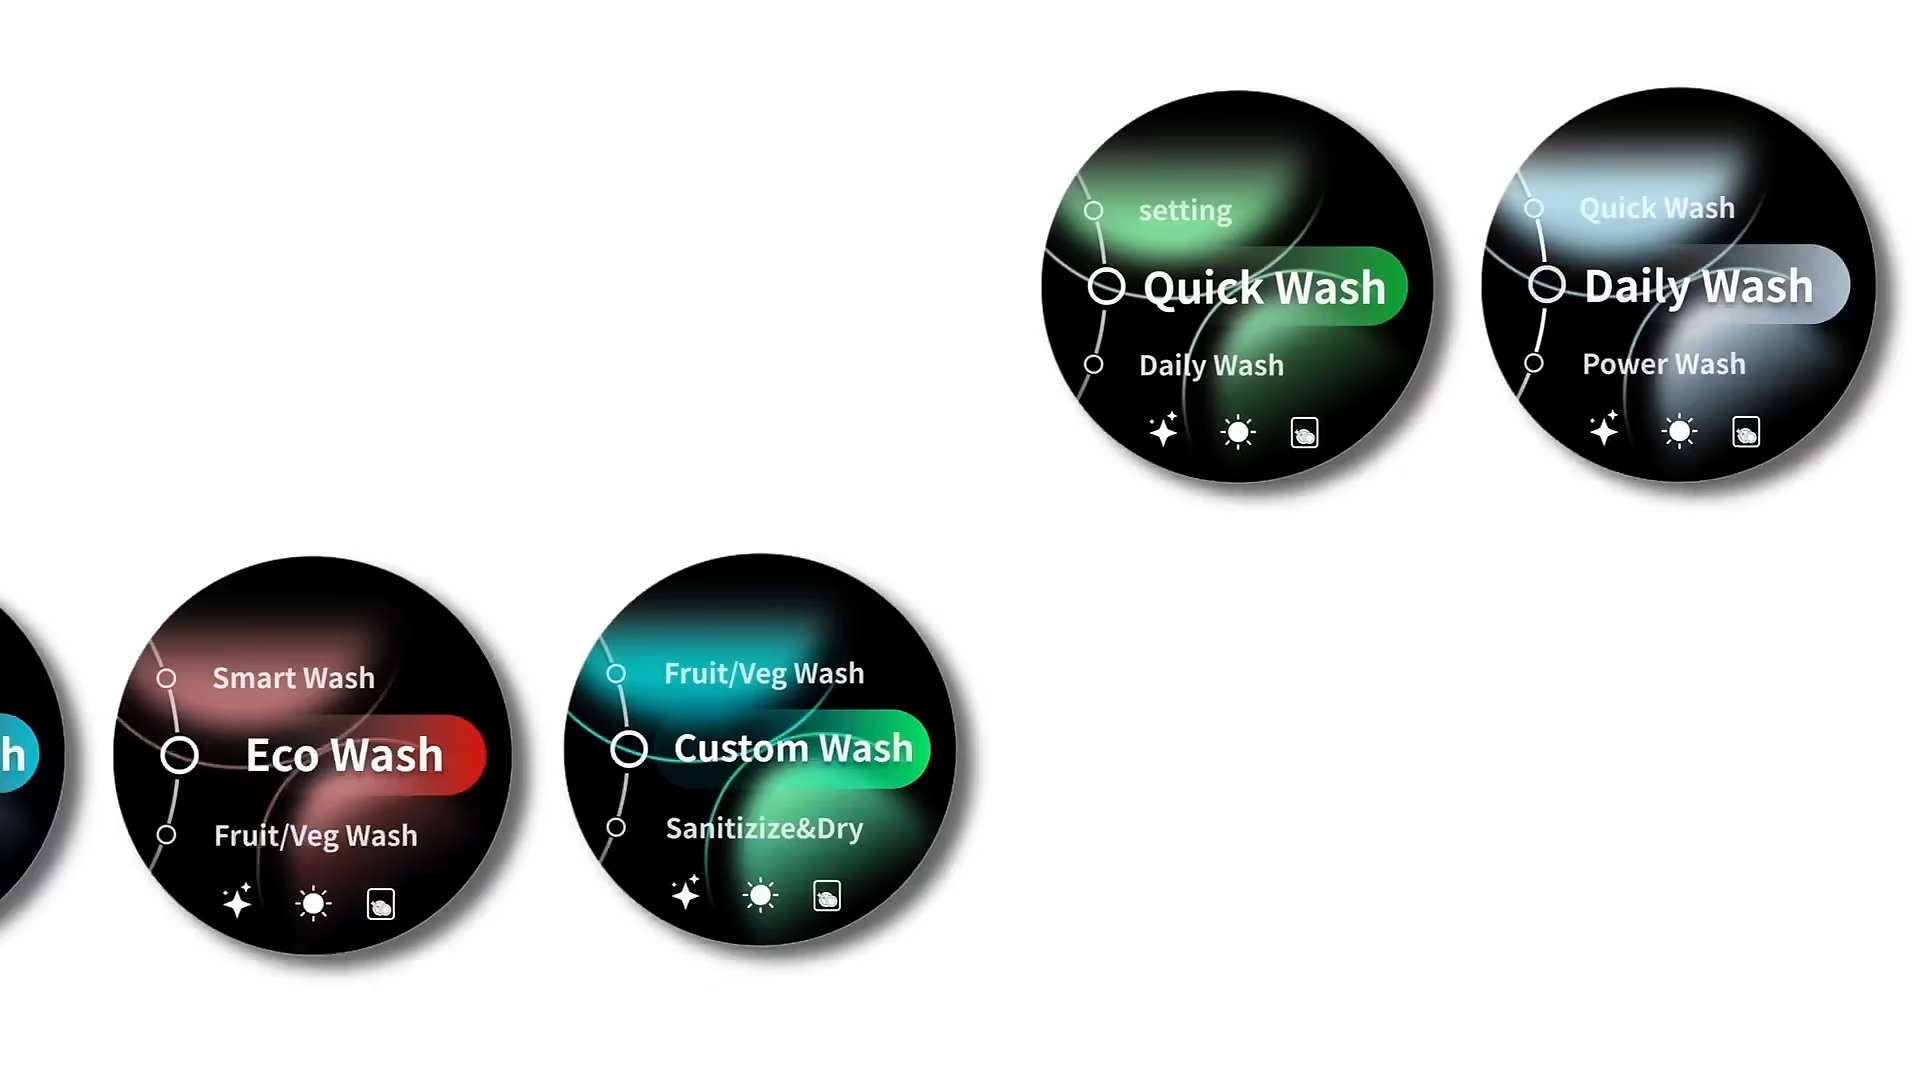 setting
Quick Wash
Daily Wash
Quick Wash
Daily Wash
Power Wash
h
Smart Wash
Eco Wash
Fruit/Veg Wash
Fruit/Veg Wash
Custom Wash
Sanitizize&Dry